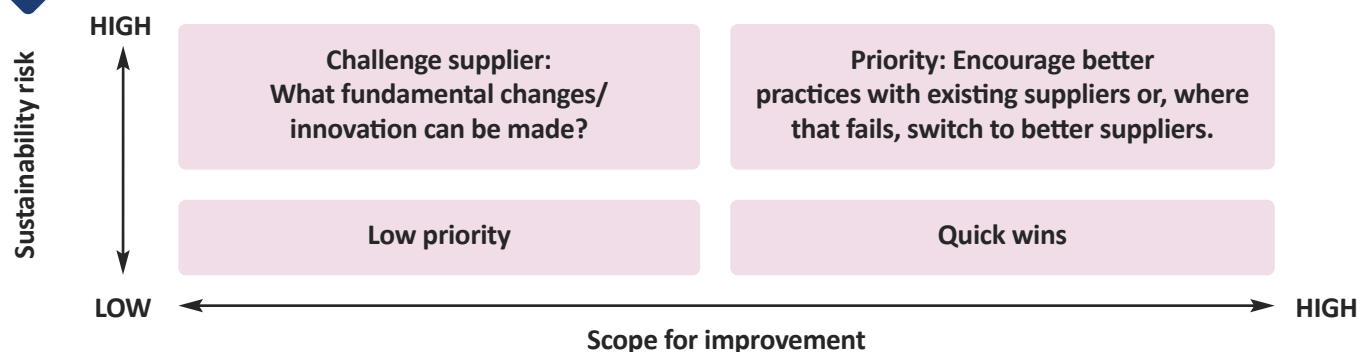 HIGH
Sustainability risk
Challenge supplier:
What fundamental changes/
innovation can be made?
Priority: Encourage better
practices with existing suppliers or, where
that fails, switch to better suppliers.
Low priority
Quick wins
LOW
HIGH
Scope for improvement